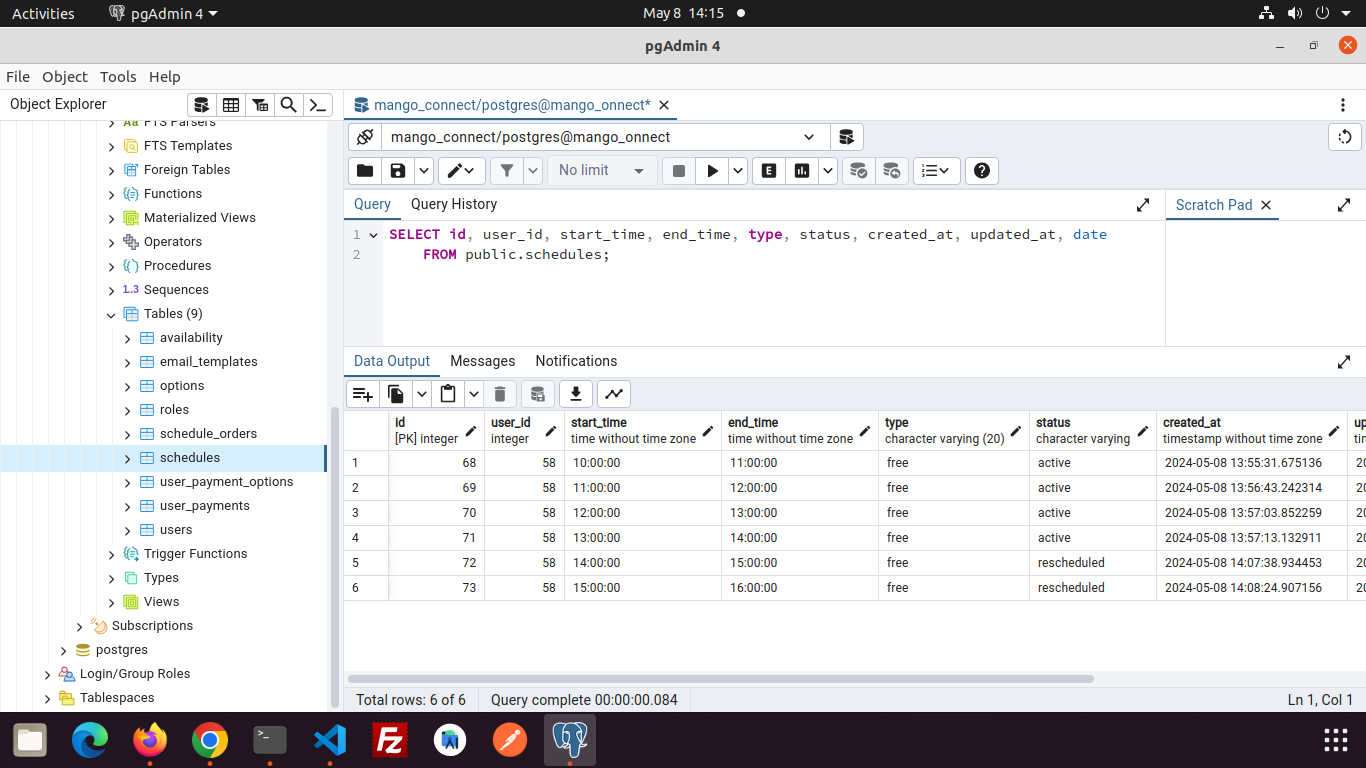 Activities
pgAdmin 4
May 8 14:15
pgAdmin 4
File Object Tools Help
Object Explorer
FTS Parsers
FTS Templates
Foreign Tables
Functions
Materialized Views
Operators
Procedures
1..3 Sequences
Tables (9)
availability
email_templates
options
roles
schedule_orders
schedules
user_payment_options
user_payments
users
Trigger Functions
Types
Views
Subscriptions
postgres
Login/Group Roles
Tablespaces
mango_connect/postgres@mango_onnect*
mango_connect/postgres@mango_onnect
No limit
E
Query Query History
Scratch Pad
1 SELECT id, user_id, start_time, end_time, type, status, created_at, updated_at, date
2 FROM public.schedules;
Data Output Messages Notifications
id user_id start_time end_time type status created_at up
[PK] integer integer time without time zone time without time zone character varying (20) character varying timestamp without time zone
1 68 58 10:00:00 11:00:00 free active 2024-05-08 13:55:31.675136
2 69 58 11:00:00 12:00:00 free active 2024-05-08 13:56:43.242314
3 70 58 12:00:00 13:00:00 free active 2024-05-08 13:57:03.852259
4 71 58 13:00:00 14:00:00 free active 2024-05-08 13:57:13.132911
5 72 58 14:00:00 15:00:00 free rescheduled 2024-05-08 14:07:38.934453
6 73 58 15:00:00 16:00:00 free rescheduled 2024-05-08 14:08:24.907156
Total rows: 6 of 6
Query complete 00:00:00.084
Ln 1, Col 1